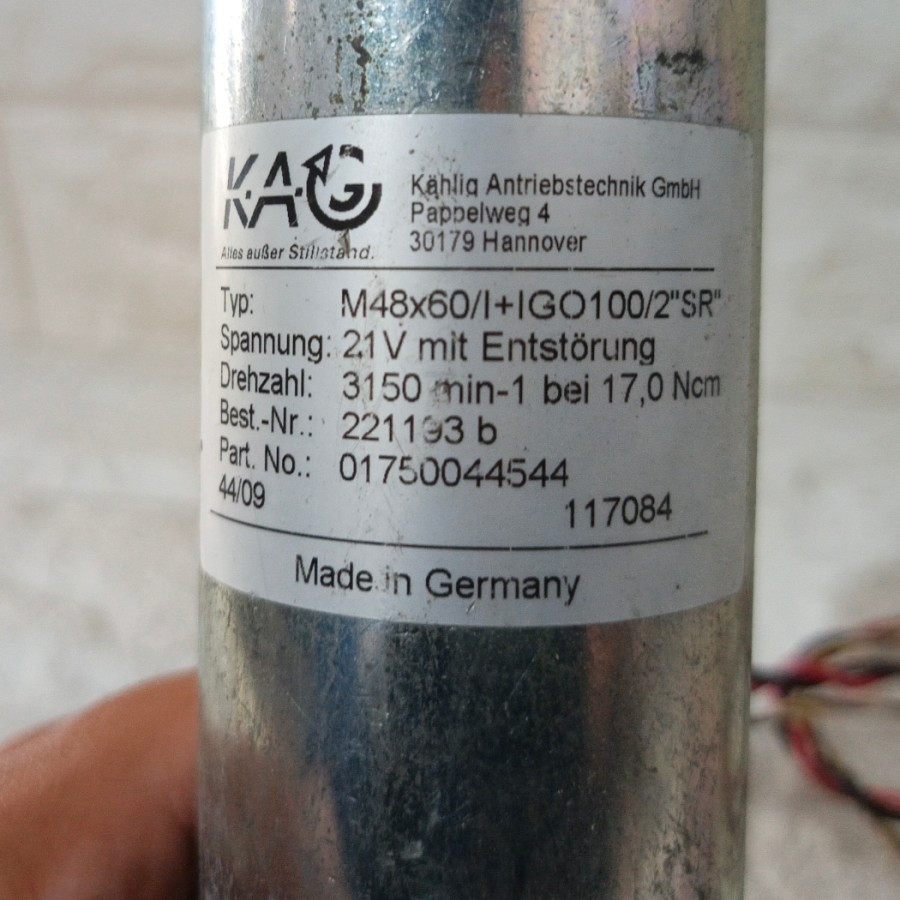 KAG
Alles außer Stillstand.
Kählig Antriebstechnik GmbH
Pappelweg 4
30179 Hannover
Typ: M48x60/I+IGO100/2"SR"
Spannung: 21V mit Entstörung
Drehzahl: 3150 min-1 bei 17,0 Ncm
Best.-Nr.: 221193 b
Part. No.: 01750044544
44/09 117084
Made in Germany